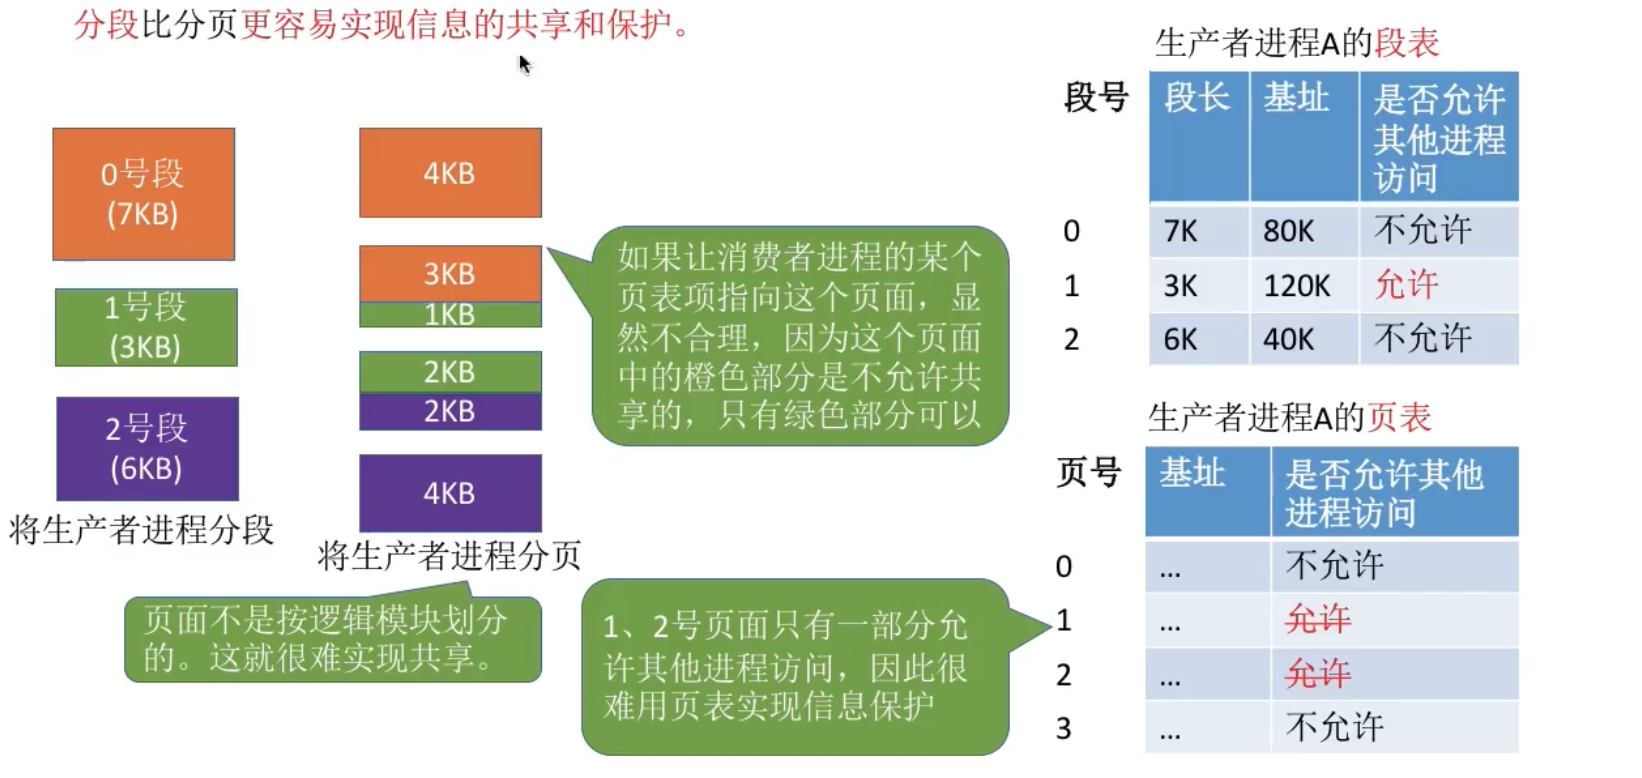 分段比分页更容易实现信息的共享和保护。
0号段
(7KB)
1号段
(3KB)
2号段
(6KB)
将生产者进程分段
4KB
3KB
1KB
2KB
2KB
4KB
将生产者进程分页
页面不是按逻辑模块划分
的。这就很难实现共享。
如果让消费者进程的某个
页表项指向这个页面，显
然不合理，因为这个页面
中的橙色部分是不允许共
享的，只有绿色部分可以
1、2号页面只有一部分允
许其他进程访问，因此很
难用页表实现信息保护
生产者进程A的段表
段号 段长 基址 是否允许
其他进程
访问
0 7K 80K 不允许
1 3K 120K 允许
2 6K 40K 不允许
生产者进程A的页表
页号 基址 是否允许其他
进程访问
0 ... 不允许
1 ... 允许
2 ... 允许
3 ... 不允许